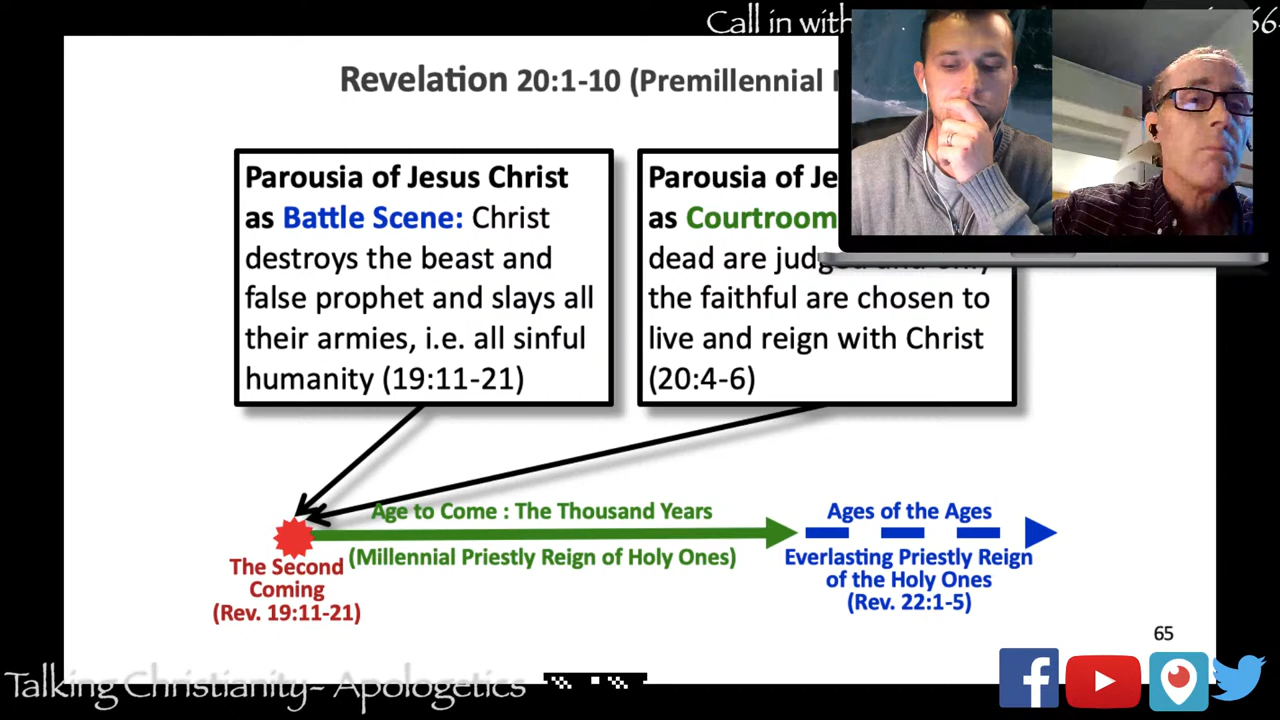 Call in with
Revelation 20:1-10 (Premillennial
Parousia of Jesus Christ
as Battle Scene: Christ
destroys the beast and
false prophet and slays all
their armies, i.e. all sinful
humanity (19:11-21)
Parousia of
as Courtroom
dead are judged and only
the faithful are chosen to
live and reign with Christ
(20:4-6)
Age to Come : The Thousand Years
(Millennial Priestly Reign of Holy Ones)
Ages of the Ages
Everlasting Priestly Reign
of the Holy Ones
(Rev. 22:1-5)
The Second
Coming
(Rev. 19:11-21)
65
Talking Christianity- Apologetics